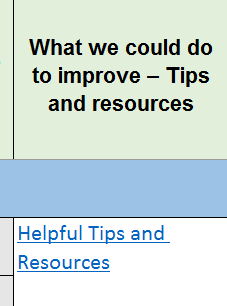 What we could do
to improve – Tips
and resources
Helpful Tips and
Resources